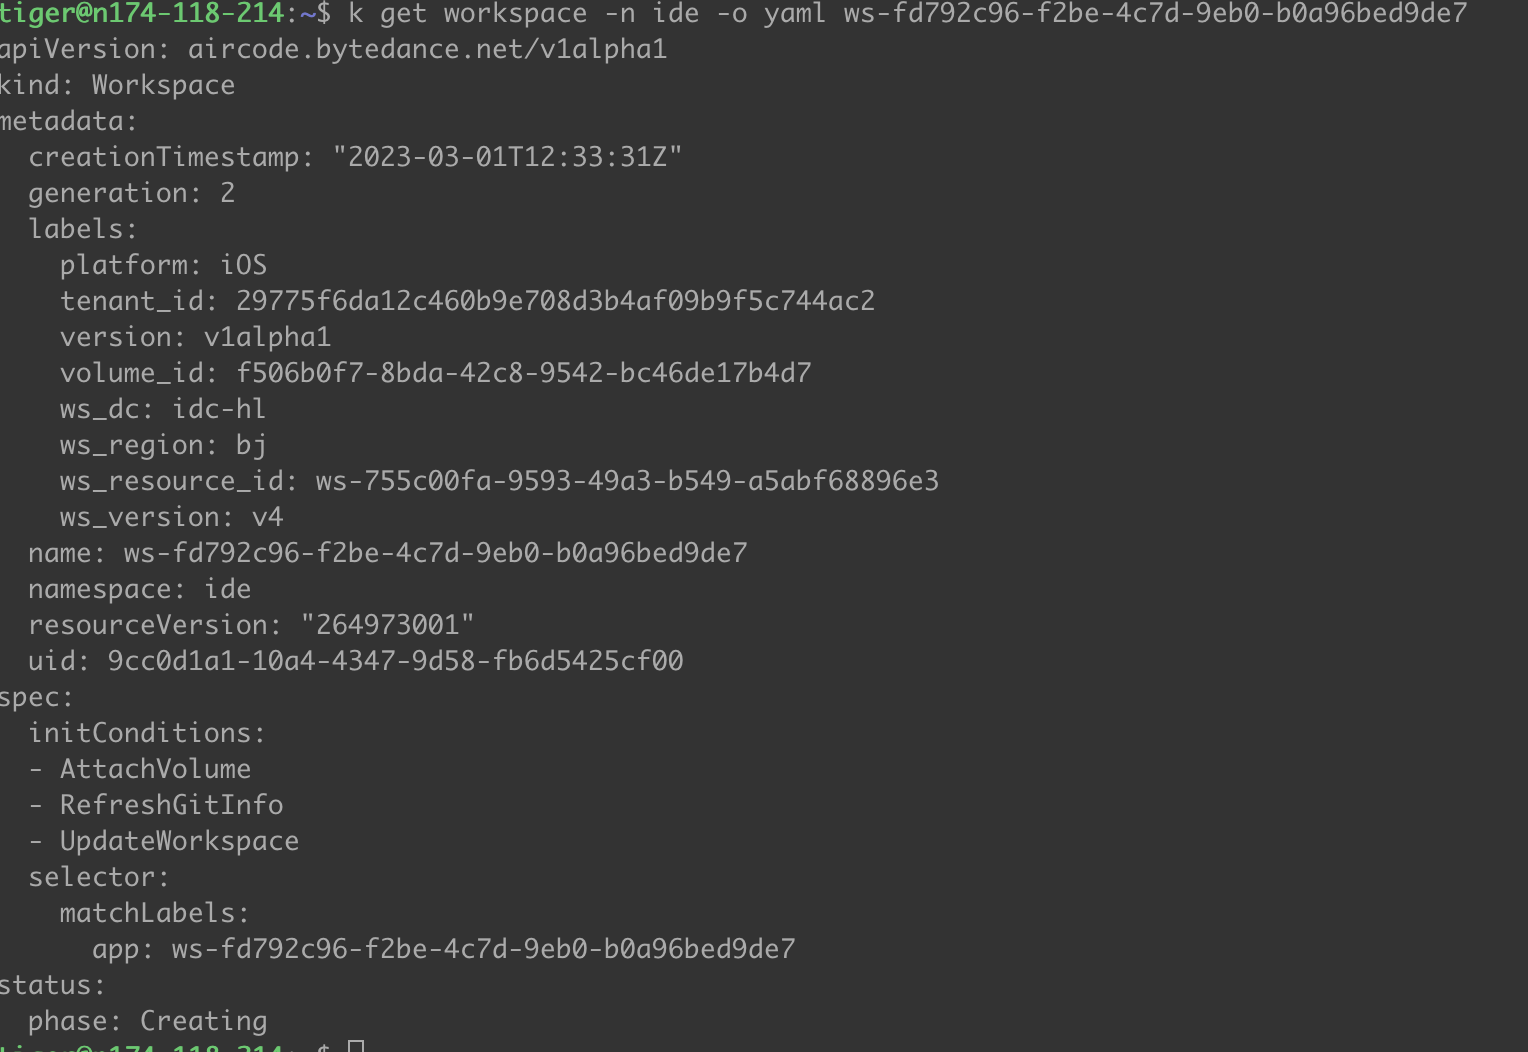 tiger@n174-118-214:~$ k get workspace -n ide -o yaml ws-fd792c96-f2be-4c7d-9eb0-b0a96bed9de7
apiVersion: aircode.bytedance.net/v1alpha1
kind: Workspace
metadata:
  creationTimestamp: "2023-03-01T12:33:31Z"
  generation: 2
  labels:
    platform: iOS
    tenant_id: 29775f6da12c460b9e708d3b4af09b9f5c744ac2
    version: v1alpha1
    volume_id: f506b0f7-8bda-42c8-9542-bc46de17b4d7
    ws_dc: idc-hl
    ws_region: bj
    ws_resource_id: ws-755c00fa-9593-49a3-b549-a5abf68896e3
    ws_version: v4
  name: ws-fd792c96-f2be-4c7d-9eb0-b0a96bed9de7
  namespace: ide
  resourceVersion: "264973001"
  uid: 9cc0d1a1-10a4-4347-9d58-fb6d5425cf00
spec:
  initConditions:
  - AttachVolume
  - RefreshGitInfo
  - UpdateWorkspace
  selector:
    matchLabels:
      app: ws-fd792c96-f2be-4c7d-9eb0-b0a96bed9de7
status:
  phase: Creating
tiger@n174-118-214:~$